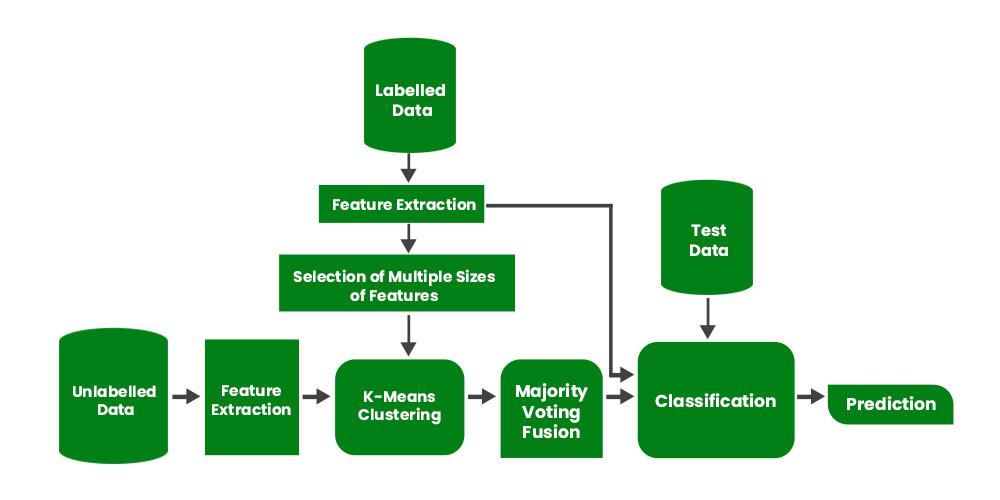 Labelled
Data
Feature Extraction
Selection of Multiple Sizes
of Features
Test
Data
Unlabelled
Data
Feature
Extraction
K-Means
Clustering
Majority
Voting
Fusion
Classification
Prediction